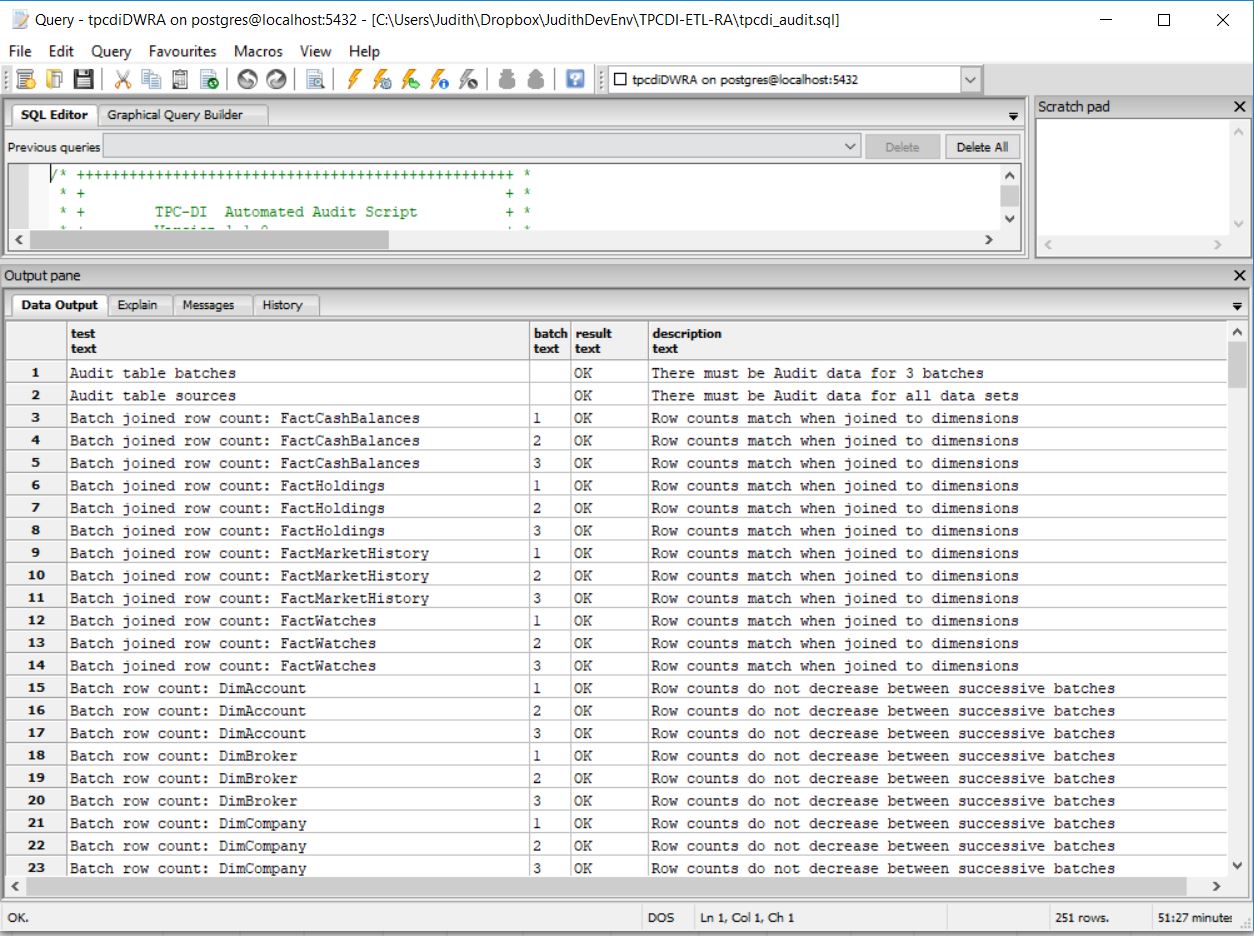 Query - tpcdiDWRA on postgres@localhost:5432 - [C:\Users\Judith\Dropbox\JudithDevEnv\TPCDI-ETL-RA\tpcdi_audit.sql]
File Edit Query Favourites Macros View Help
tpcdiDWRA on postgres@localhost:5432
SQL Editor Graphical Query Builder
Scratch pad
Previous queries Delete Delete All
/* ++++++++++++++++++++++++++++++++++++++++++++++++++ *
* + + *
* + TPC-DI Automated Audit Script + *
Output pane
Data Output Explain Messages History
test batch result description
text text text text
1 Audit table batches OK There must be Audit data for 3 batches
2 Audit table sources OK There must be Audit data for all data sets
3 Batch joined row count: FactCashBalances 1 OK Row counts match when joined to dimensions
4 Batch joined row count: FactCashBalances 2 OK Row counts match when joined to dimensions
5 Batch joined row count: FactCashBalances 3 OK Row counts match when joined to dimensions
6 Batch joined row count: FactHoldings 1 OK Row counts match when joined to dimensions
7 Batch joined row count: FactHoldings 2 OK Row counts match when joined to dimensions
8 Batch joined row count: FactHoldings 3 OK Row counts match when joined to dimensions
9 Batch joined row count: FactMarketHistory 1 OK Row counts match when joined to dimensions
10 Batch joined row count: FactMarketHistory 2 OK Row counts match when joined to dimensions
11 Batch joined row count: FactMarketHistory 3 OK Row counts match when joined to dimensions
12 Batch joined row count: FactWatches 1 OK Row counts match when joined to dimensions
13 Batch joined row count: FactWatches 2 OK Row counts match when joined to dimensions
14 Batch joined row count: FactWatches 3 OK Row counts match when joined to dimensions
15 Batch row count: DimAccount 1 OK Row counts do not decrease between successive batches
16 Batch row count: DimAccount 2 OK Row counts do not decrease between successive batches
17 Batch row count: DimAccount 3 OK Row counts do not decrease between successive batches
18 Batch row count: DimBroker 1 OK Row counts do not decrease between successive batches
19 Batch row count: DimBroker 2 OK Row counts do not decrease between successive batches
20 Batch row count: DimBroker 3 OK Row counts do not decrease between successive batches
21 Batch row count: DimCompany 1 OK Row counts do not decrease between successive batches
22 Batch row count: DimCompany 2 OK Row counts do not decrease between successive batches
23 Batch row count: DimCompany 3 OK Row counts do not decrease between successive batches
OK. DOS Ln 1, Col 1, Ch 1 251 rows. 51:27 minutes